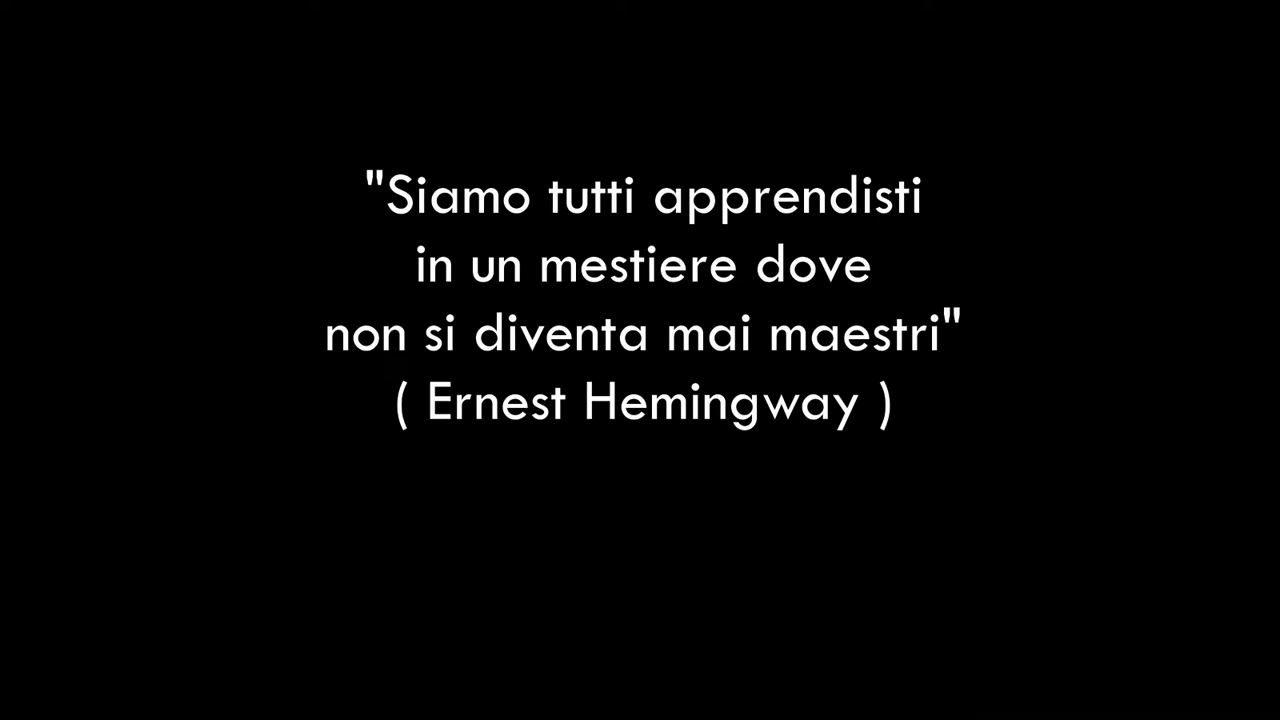 "Siamo tutti apprendisti
in un mestiere dove
non si diventa mai maestri"
( Ernest Hemingway )